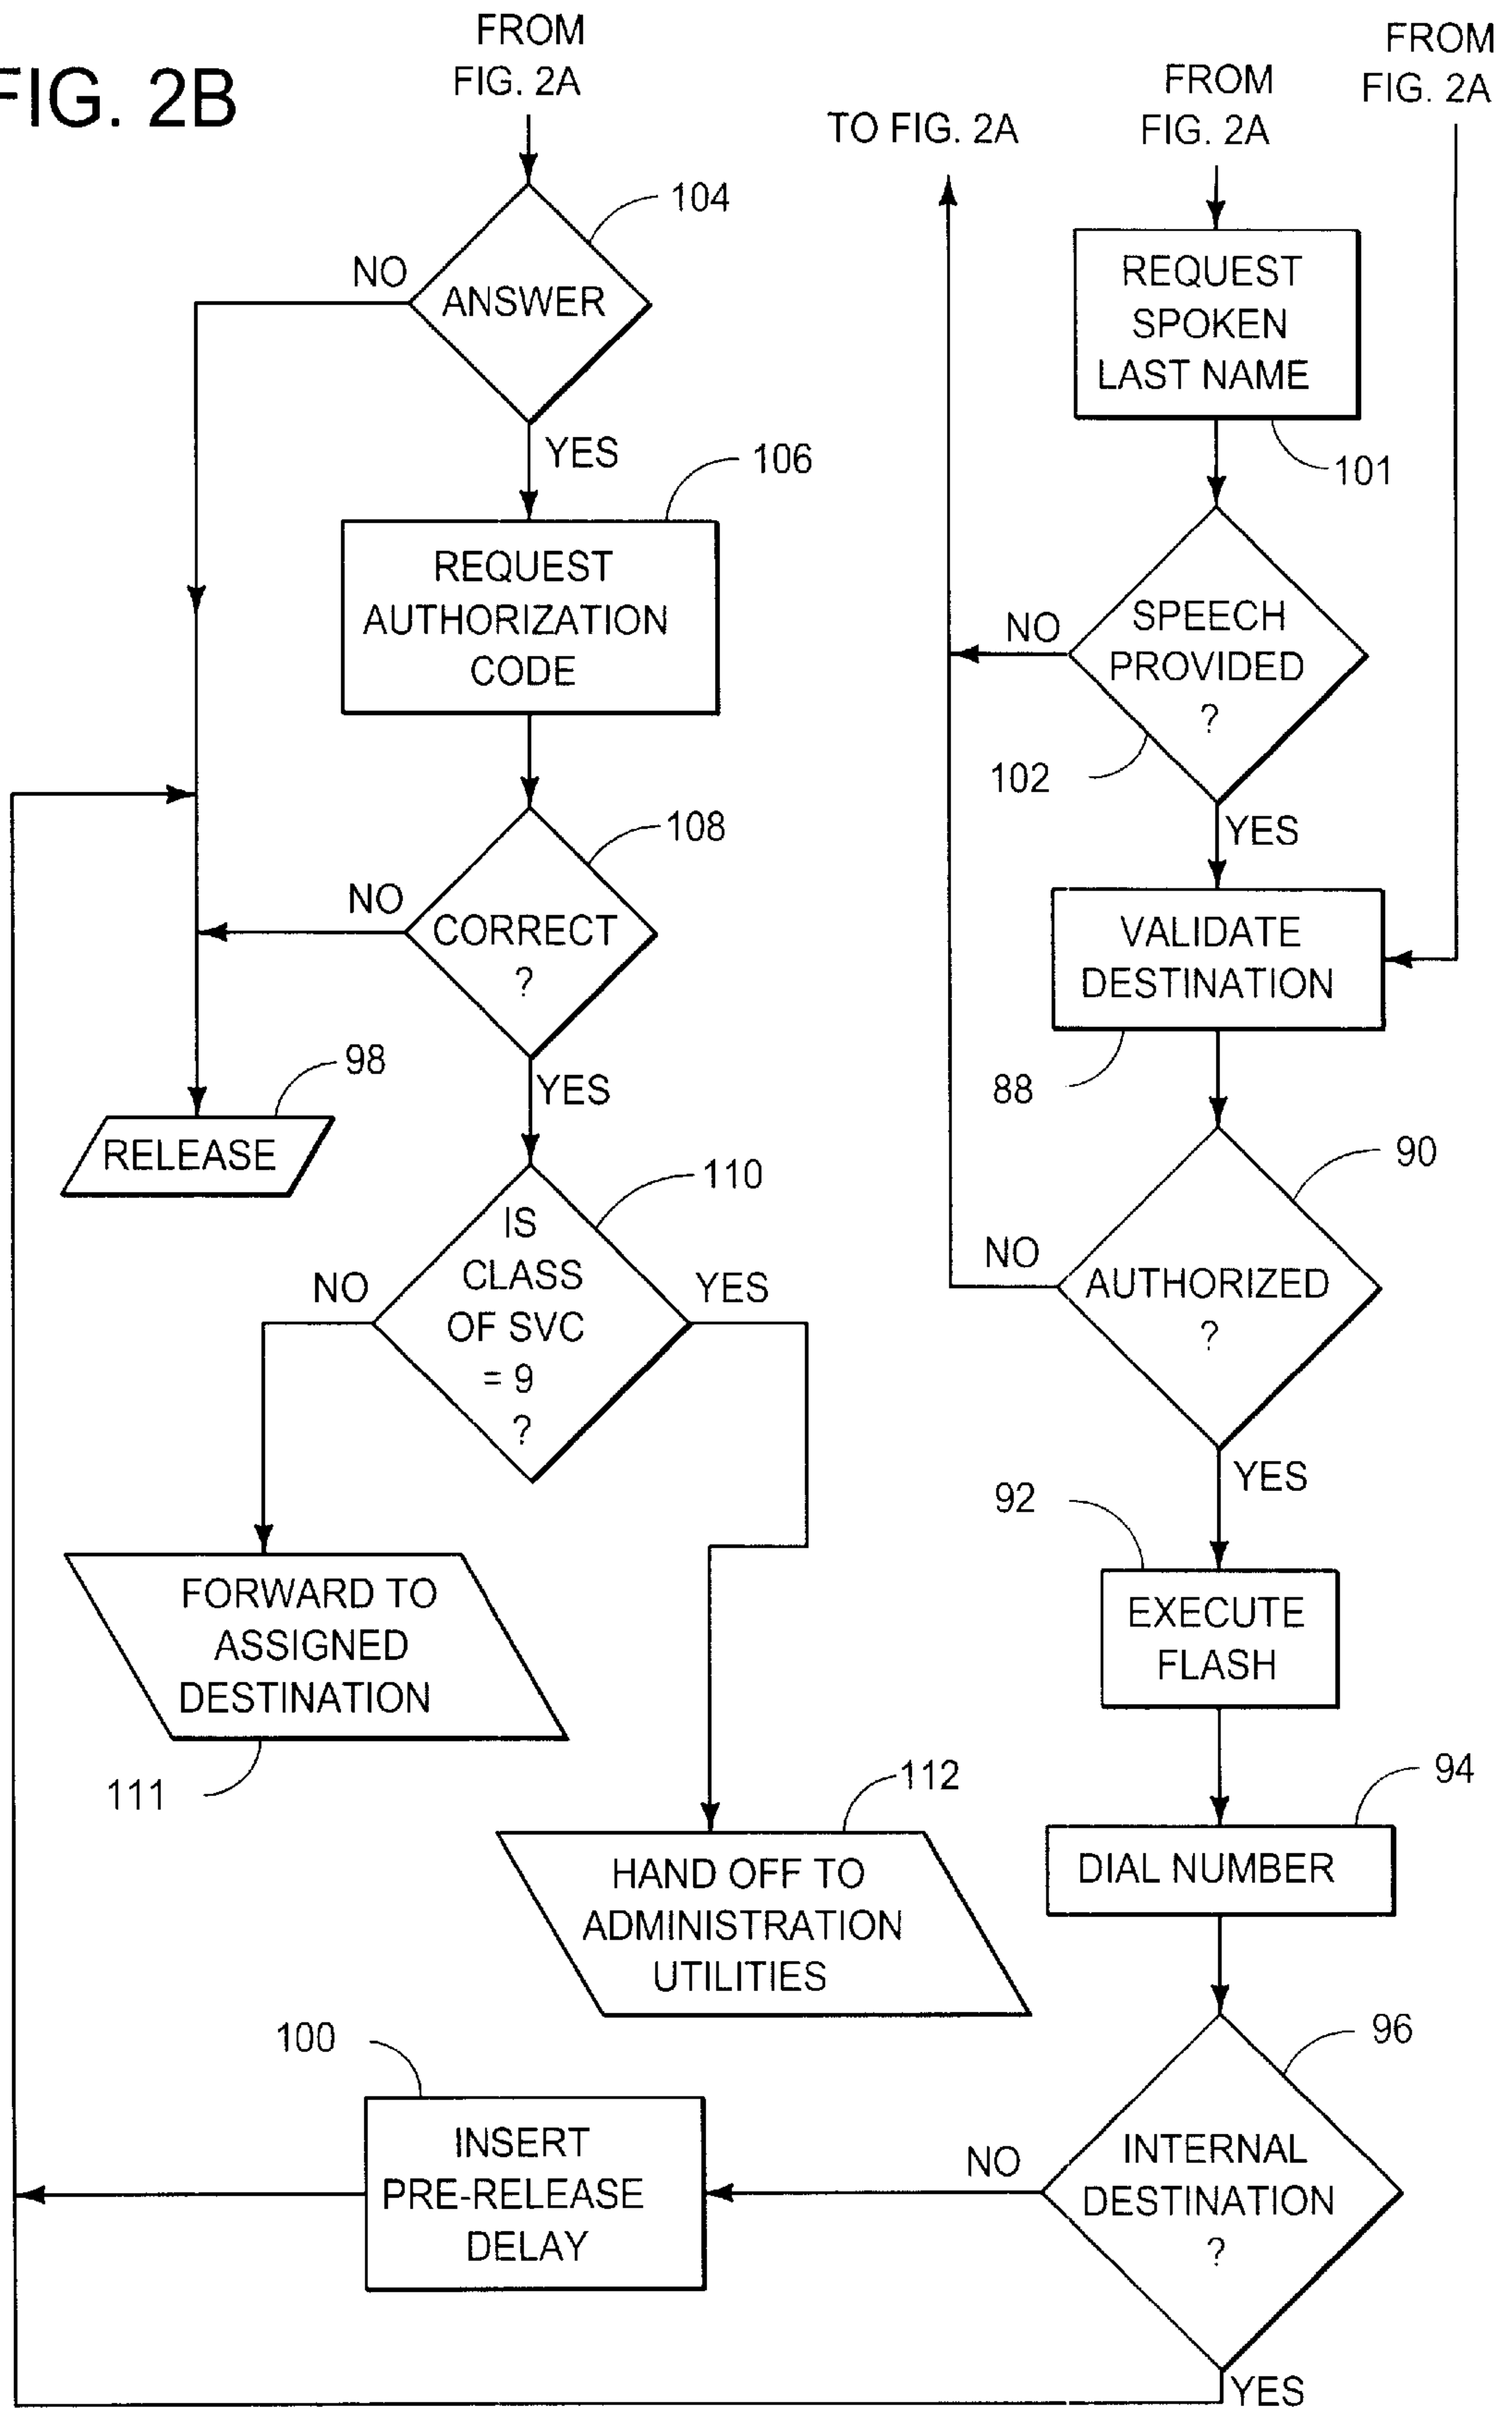 FIG. 2B
FROM
FIG. 2A
104
NO
ANSWER
YES
106
REQUEST
AUTHORIZATION
CODE
108
NO
CORRECT
?
98
YES
RELEASE
110
IS
CLASS
OF SVC
= 9
?
NO
YES
FORWARD TO
ASSIGNED
DESTINATION
111
112
HAND OFF TO
ADMINISTRATION
UTILITIES
100
INSERT
PRE-RELEASE
DELAY
TO FIG. 2A
FROM
FIG. 2A
FROM
FIG. 2A
REQUEST
SPOKEN
LAST NAME
101
NO
SPEECH
PROVIDED
?
102
YES
VALIDATE
DESTINATION
88
90
NO
AUTHORIZED
?
YES
92
EXECUTE
FLASH
94
DIAL NUMBER
96
NO
INTERNAL
DESTINATION
?
YES